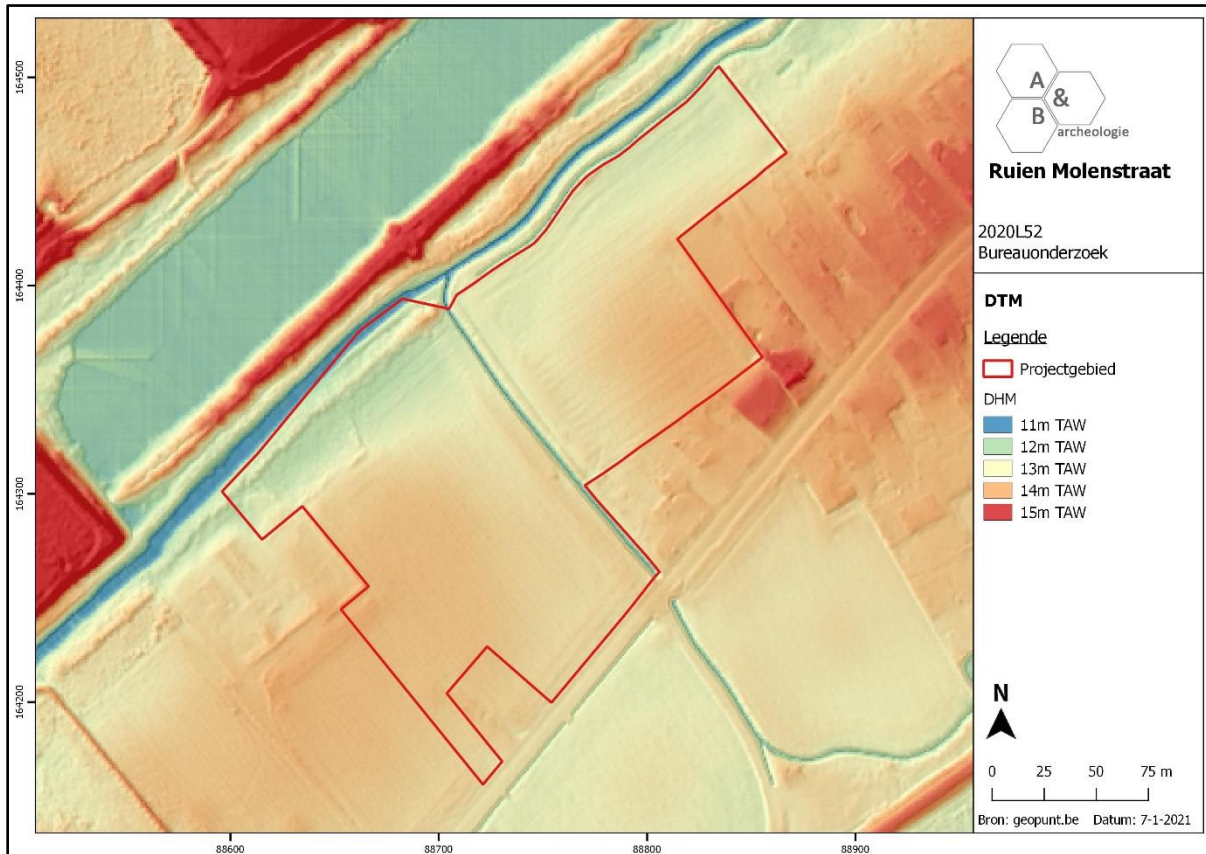 A
&
B
archeologie
Ruien Molenstraat
2020L52
Bureauonderzoek
DTM
Legende
Projectgebied
DHM
11m TAW
12m TAW
13m TAW
14m TAW
15m TAW
N
0 25 50 75 m
Bron: geopunt.be Datum: 7-1-2021
164500
164400
164300
164200
88600 88700 88800 88900